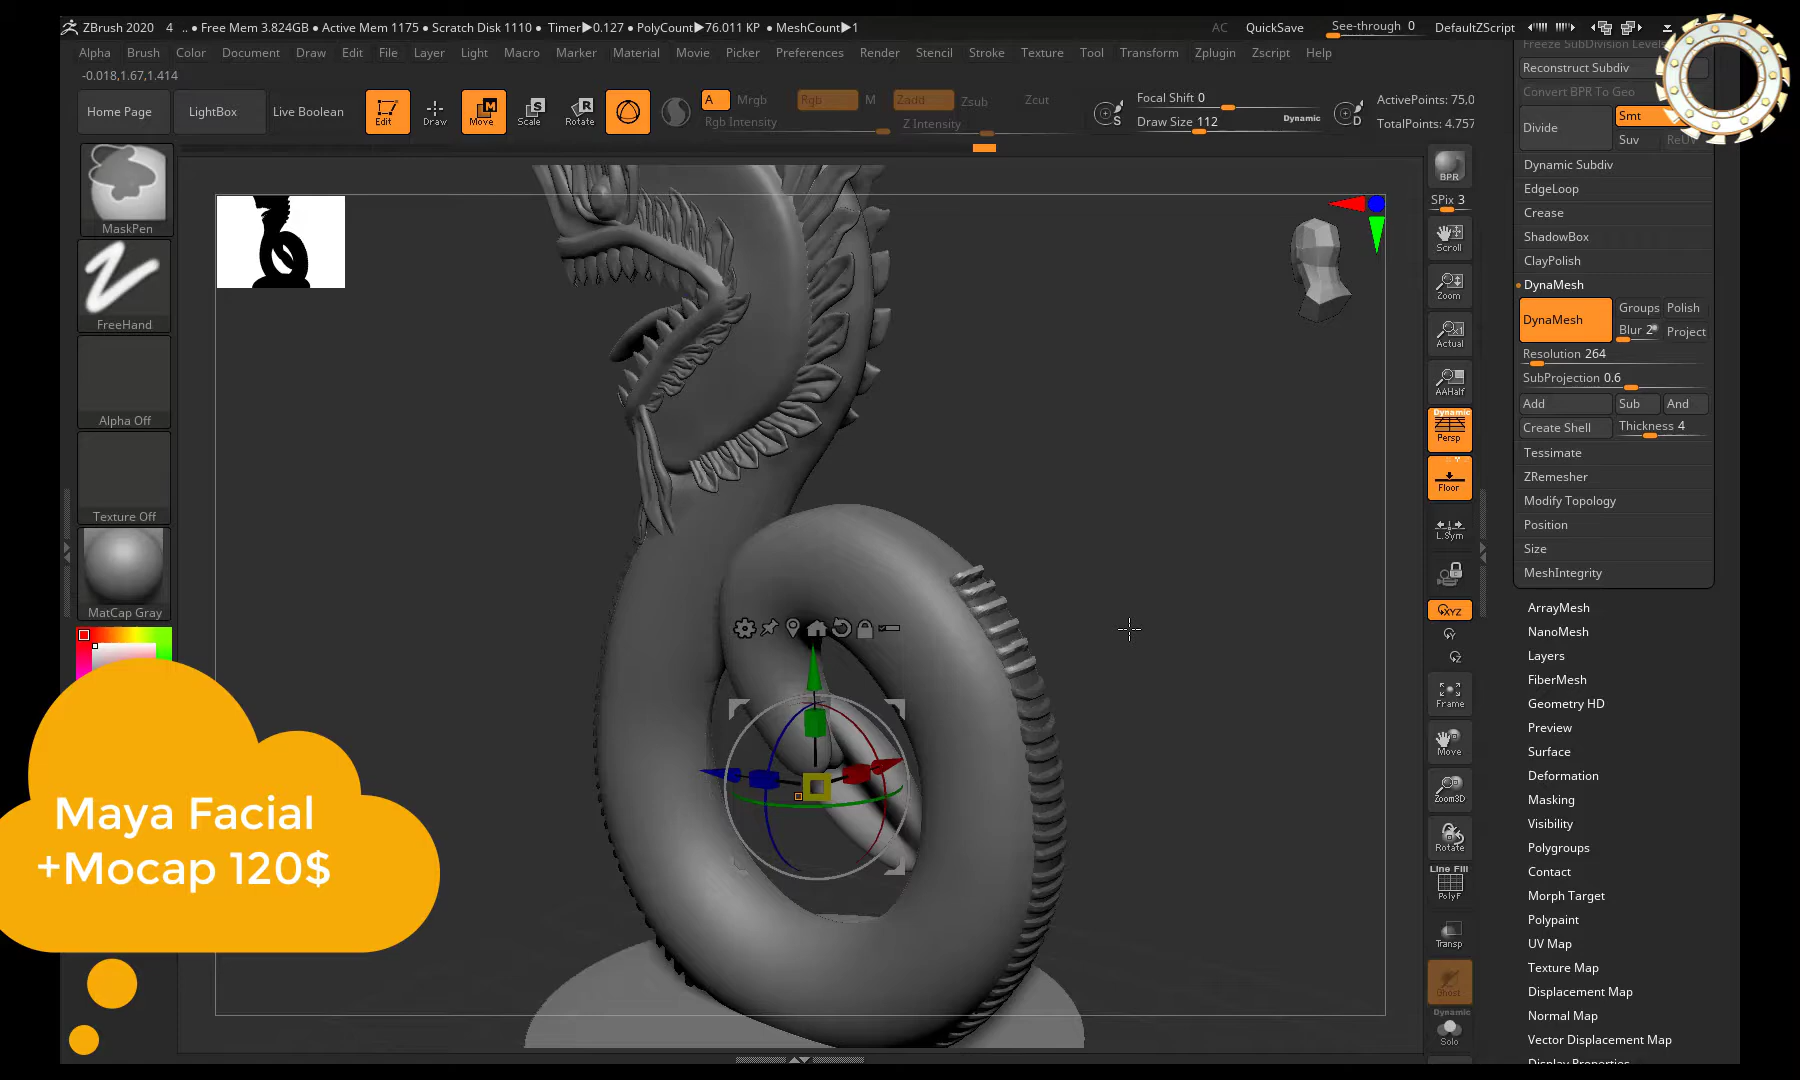 ZBrush 2020 4 .. ● Free Mem 3.824GB ● Active Mem 1175 ● Scratch Disk 1110 ● Timer▶0.127 ● PolyCount▶76.011 KP ● MeshCount▶1
AC QuickSave See-through 0 DefaultZScript
Alpha Brush Color Document Draw Edit File Layer Light Macro Marker Material Movie Picker Preferences Render Stencil Stroke Texture Tool Transform Zplugin Zscript Help
-0.018,1.67,1.414
Home Page LightBox Live Boolean
Edit Draw Move Scale Rotate
A Mrgb Rgb M Zadd Zsub Zcut
Rgb Intensity Z Intensity
Focal Shift 0
Draw Size 112 Dynamic
ActivePoints: 75,0
TotalPoints: 4.757
MaskPen
FreeHand
Alpha Off
Texture Off
MatCap Gray
Maya Facial
+Mocap 120$
BPR
SPix 3
Scroll
Zoom
Actual
AAHalf
Dynamic
Persp
Floor
L.Sym
XYZ
Y
Z
Frame
Move
Zoom3D
Rotate
Line Fill
PolyF
Transp
Ghost
Dynamic
Solo
Freeze SubDivision Levels
Reconstruct Subdiv
Convert BPR To Geo
Divide Smt
Suv ReUV
Dynamic Subdiv
EdgeLoop
Crease
ShadowBox
ClayPolish
DynaMesh
DynaMesh Groups Polish
Blur 2 Project
Resolution 264
SubProjection 0.6
Add Sub And
Create Shell Thickness 4
Tessimate
ZRemesher
Modify Topology
Position
Size
MeshIntegrity
ArrayMesh
NanoMesh
Layers
FiberMesh
Geometry HD
Preview
Surface
Deformation
Masking
Visibility
Polygroups
Contact
Morph Target
Polypaint
UV Map
Texture Map
Displacement Map
Normal Map
Vector Displacement Map
Display Properties